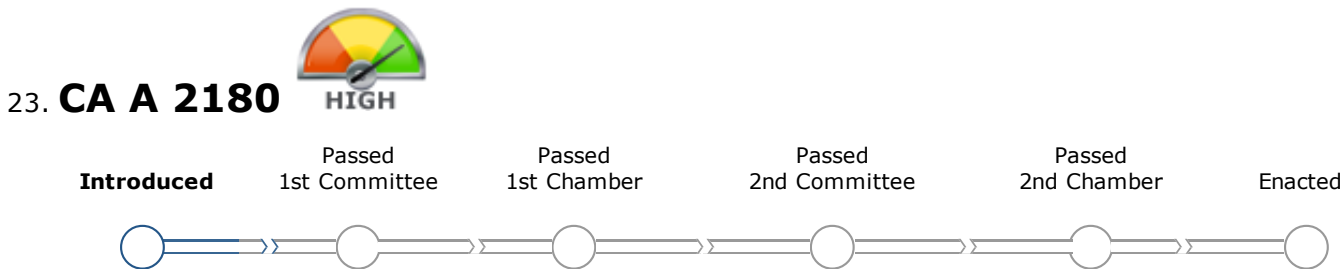 23. CA A 2180
HIGH
Introduced
Passed
1st Committee
Passed
1st Chamber
Passed
2nd Committee
Passed
2nd Chamber
Enacted